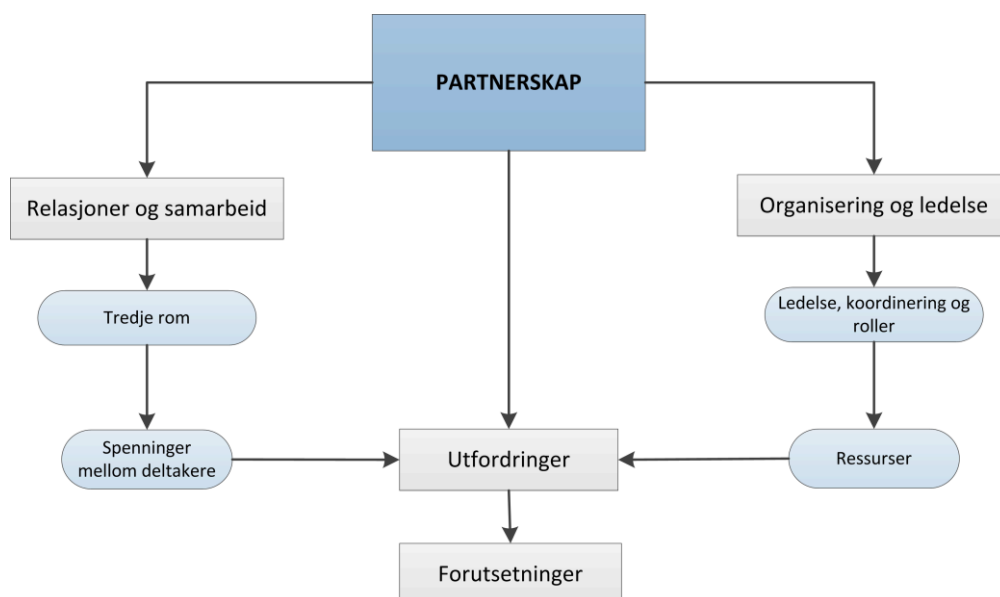 PARTNERSKAP
Relasjoner og samarbeid
Organisering og ledelse
Tredje rom
Ledelse, koordinering og
roller
Spenninger
mellom deltakere
Utfordringer
Ressurser
Forutsetninger